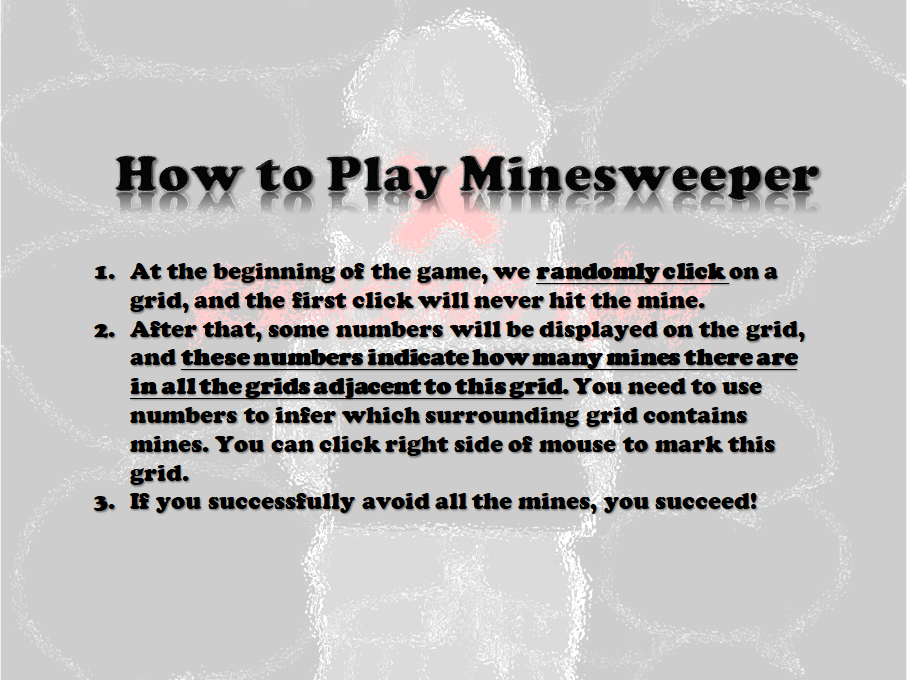 How to Play Minesweeper
1. At the beginning of the game, we randomly click on a
grid, and the first click will never hit the mine.
2. After that, some numbers will be displayed on the grid,
and these numbers indicate how many mines there are
in all the grids adjacent to this grid. You need to use
numbers to infer which surrounding grid contains
mines. You can click right side of mouse to mark this
grid.
3. If you successfully avoid all the mines, you succeed!